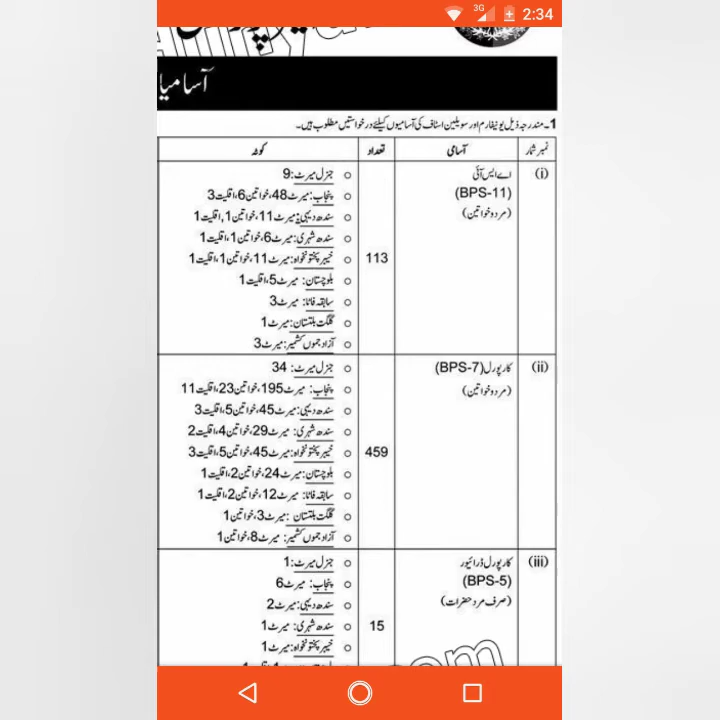 3G 2:34
آسامیا
1۔ مندرجہ ذیل یونیفارم اور سویلین اسٹاف کی آسامیوں کیلئے درخواستیں مطلوب ہیں۔
نمبر شمار آسامی تعداد کوٹہ
(i) اے ایس آئی
(BPS-11)
(مرد و خواتین)
113
○ جنرل میرٹ:9
○ پنجاب: میرٹ48، خواتین6، اقلیت3
○ سندھ دیہی: میرٹ11، خواتین1، اقلیت1
○ سندھ شہری: میرٹ6، خواتین1، اقلیت1
○ خیبر پختونخواہ: میرٹ11، خواتین1، اقلیت1
○ بلوچستان: میرٹ5، اقلیت1
○ سابقہ فاٹا: میرٹ3
○ گلگت بلتستان: میرٹ1
○ آزاد جموں کشمیر: میرٹ3
(ii) کارپورل(BPS-7)
(مرد و خواتین)
459
○ جنرل میرٹ: 34
○ پنجاب: میرٹ195، خواتین23، اقلیت11
○ سندھ دیہی: میرٹ45، خواتین5، اقلیت3
○ سندھ شہری: میرٹ29، خواتین4، اقلیت2
○ خیبر پختونخواہ: میرٹ45، خواتین5، اقلیت3
○ بلوچستان: میرٹ24، خواتین2، اقلیت1
○ سابقہ فاٹا: میرٹ12، خواتین2، اقلیت1
○ گلگت بلتستان: میرٹ3، خواتین1
○ آزاد جموں کشمیر: میرٹ8، خواتین1
(iii) کارپورل ڈرائیور
(BPS-5)
(صرف مرد حضرات)
15
○ جنرل میرٹ:1
○ پنجاب: میرٹ6
○ سندھ دیہی: میرٹ2
○ سندھ شہری: میرٹ1
○ خیبر پختونخواہ: میرٹ1
com